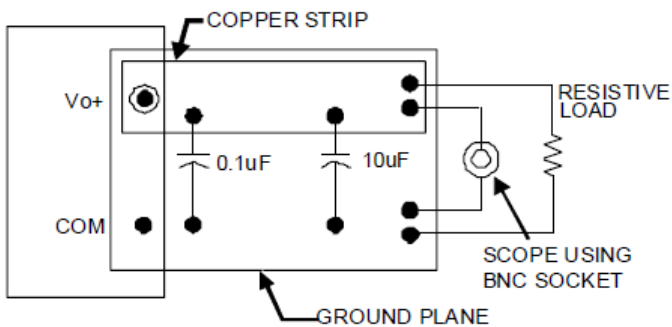 COPPER STRIP
Vo+
RESISTIVE
LOAD
0.1uF
10uF
COM
SCOPE USING
BNC SOCKET
GROUND PLANE